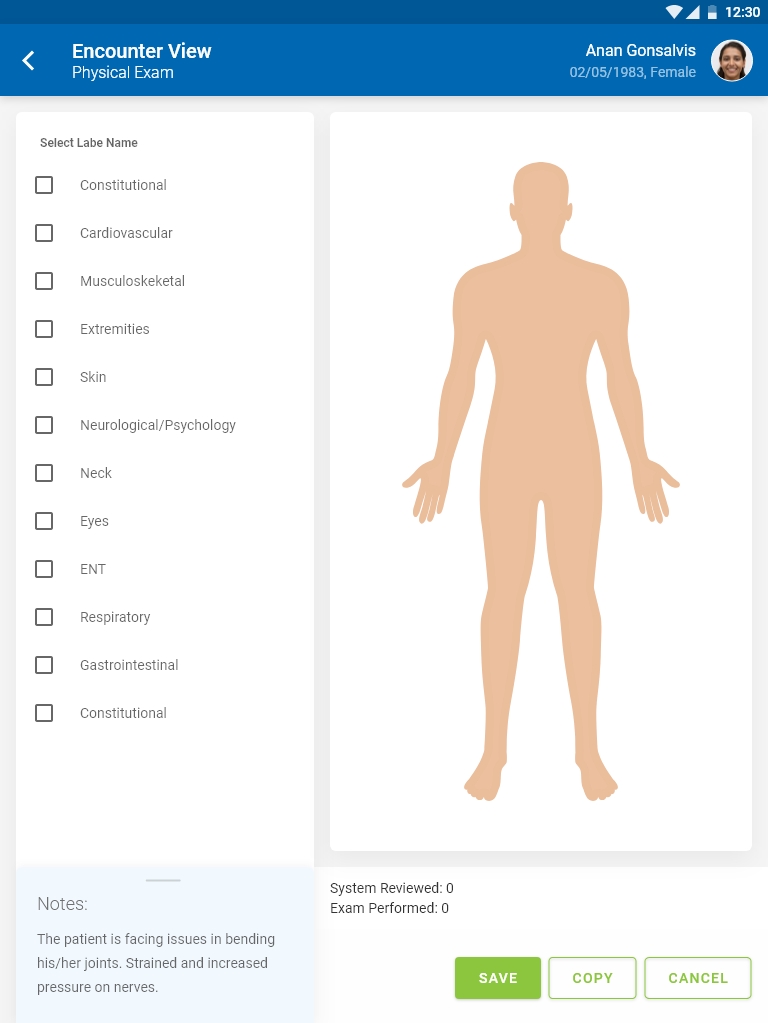 12:30
Encounter View
Physical Exam
Anan Gonsalvis
02/05/1983, Female
Select Labe Name
Constitutional
Cardiovascular
Musculoskeketal
Extremities
Skin
Neurological/Psychology
Neck
Eyes
ENT
Respiratory
Gastrointestinal
Constitutional
Notes:
The patient is facing issues in bending
his/her joints. Strained and increased
pressure on nerves.
System Reviewed: 0
Exam Performed: 0
SAVE
COPY
CANCEL